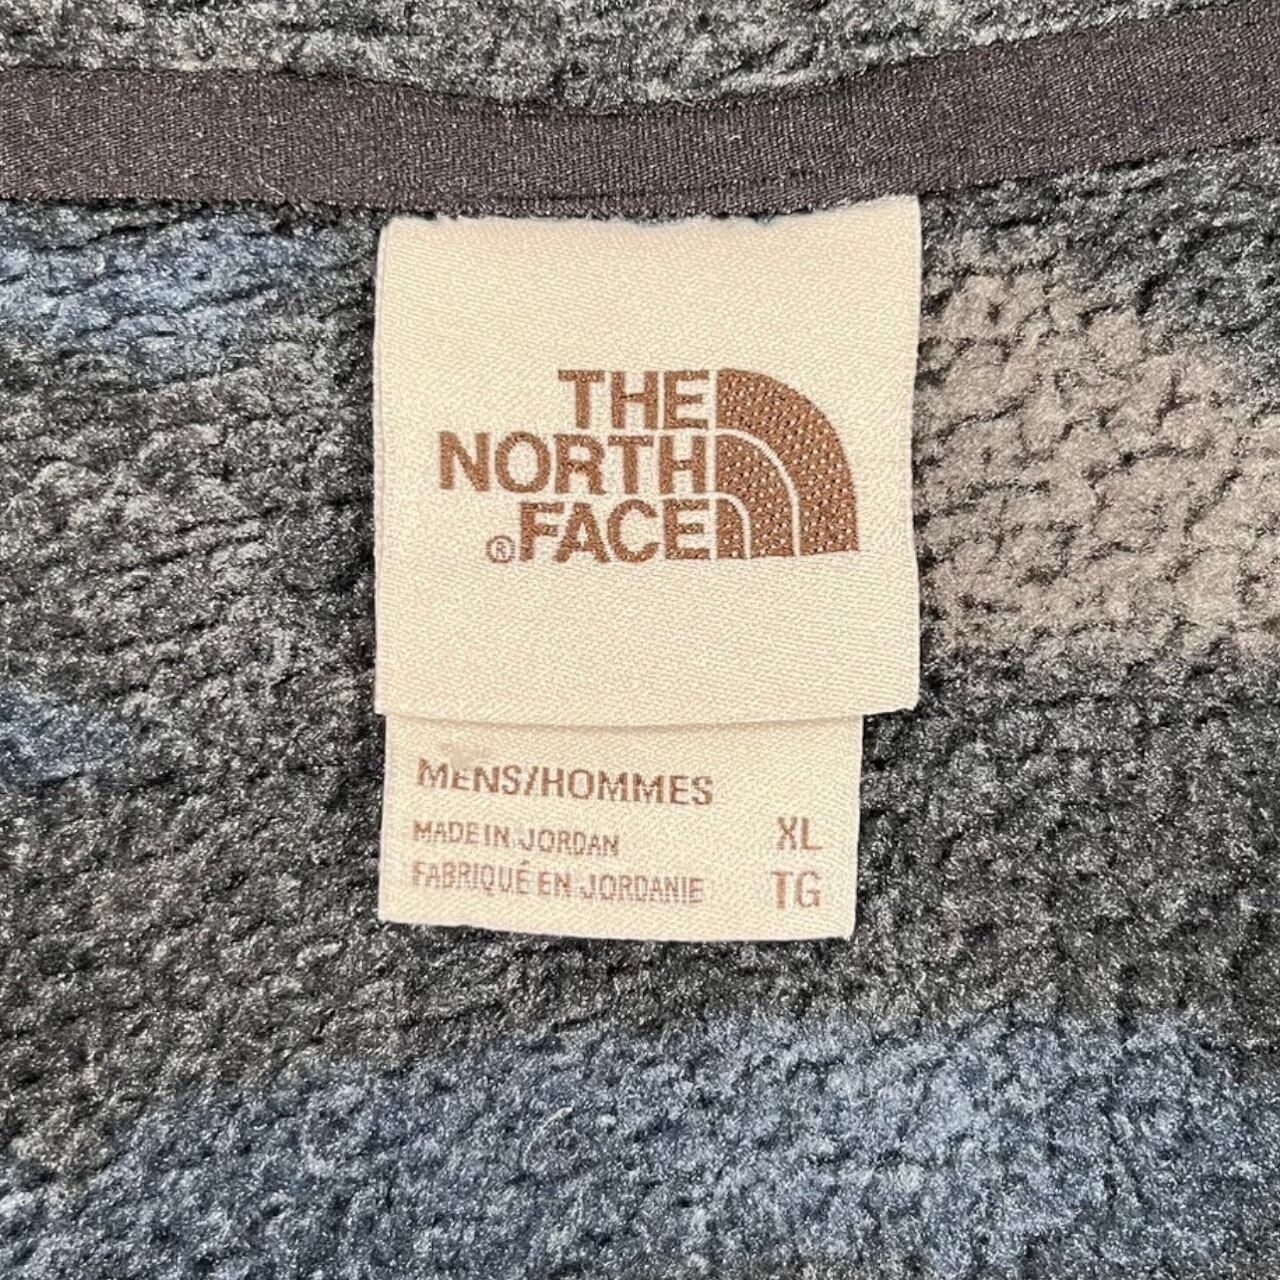 THE
NORTH
®FACE
MENS/HOMMES
MADE IN JORDAN XL
FABRIQUÉ EN JORDANIE TG